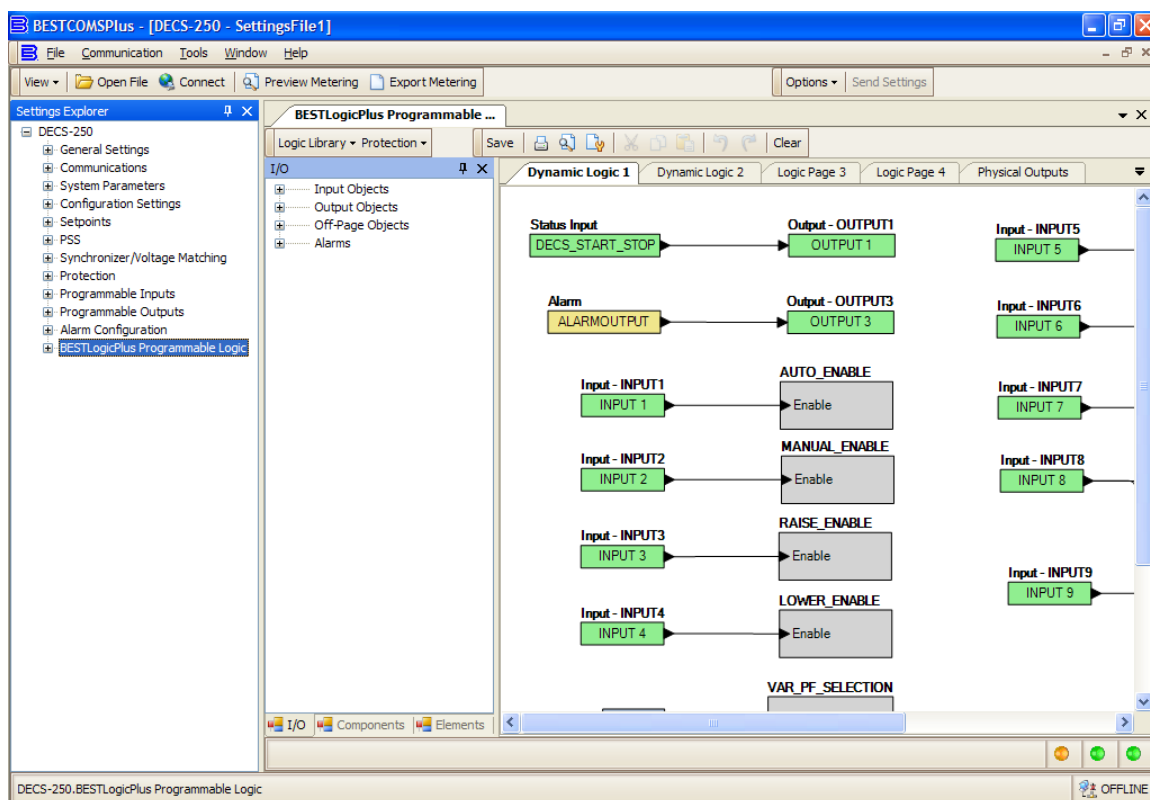 BESTCOMSPlus - [DECS-250 - SettingsFile1]
File Communication Tools Window Help
View Open File Connect Preview Metering Export Metering Options Send Settings
Settings Explorer
DECS-250
General Settings
Communications
System Parameters
Configuration Settings
Setpoints
PSS
Synchronizer/Voltage Matching
Protection
Programmable Inputs
Programmable Outputs
Alarm Configuration
BESTLogicPlus Programmable Logic
BESTLogicPlus Programmable ...
Logic Library Protection Save Clear
I/O
Input Objects
Output Objects
Off-Page Objects
Alarms
I/O Components Elements
Dynamic Logic 1 Dynamic Logic 2 Logic Page 3 Logic Page 4 Physical Outputs
Status Input
DECS_START_STOP
Output - OUTPUT1
OUTPUT 1
Alarm
ALARMOUTPUT
Output - OUTPUT3
OUTPUT 3
Input - INPUT1
INPUT 1
AUTO_ENABLE
Enable
Input - INPUT2
INPUT 2
MANUAL_ENABLE
Enable
Input - INPUT3
INPUT 3
RAISE_ENABLE
Enable
Input - INPUT4
INPUT 4
LOWER_ENABLE
Enable
VAR_PF_SELECTION
Input - INPUT5
INPUT 5
Input - INPUT6
INPUT 6
Input - INPUT7
INPUT 7
Input - INPUT8
INPUT 8
Input - INPUT9
INPUT 9
DECS-250.BESTLogicPlus Programmable Logic
OFFLINE